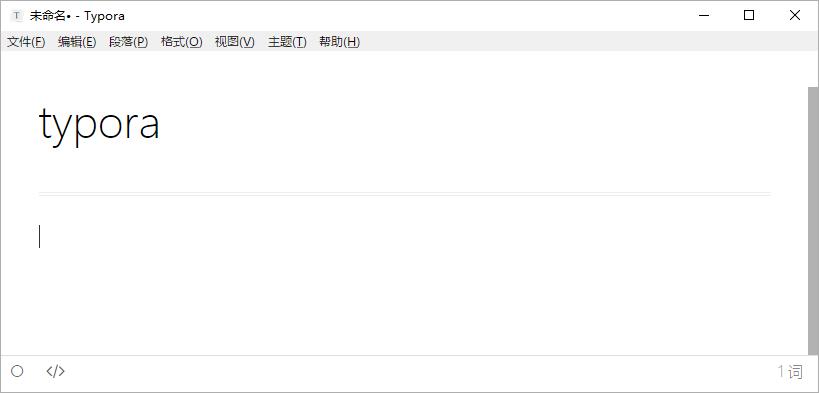 未命名• - Typora
文件(F) 编辑(E) 段落(P) 格式(O) 视图(V) 主题(T) 帮助(H)
typora
</>
1 词